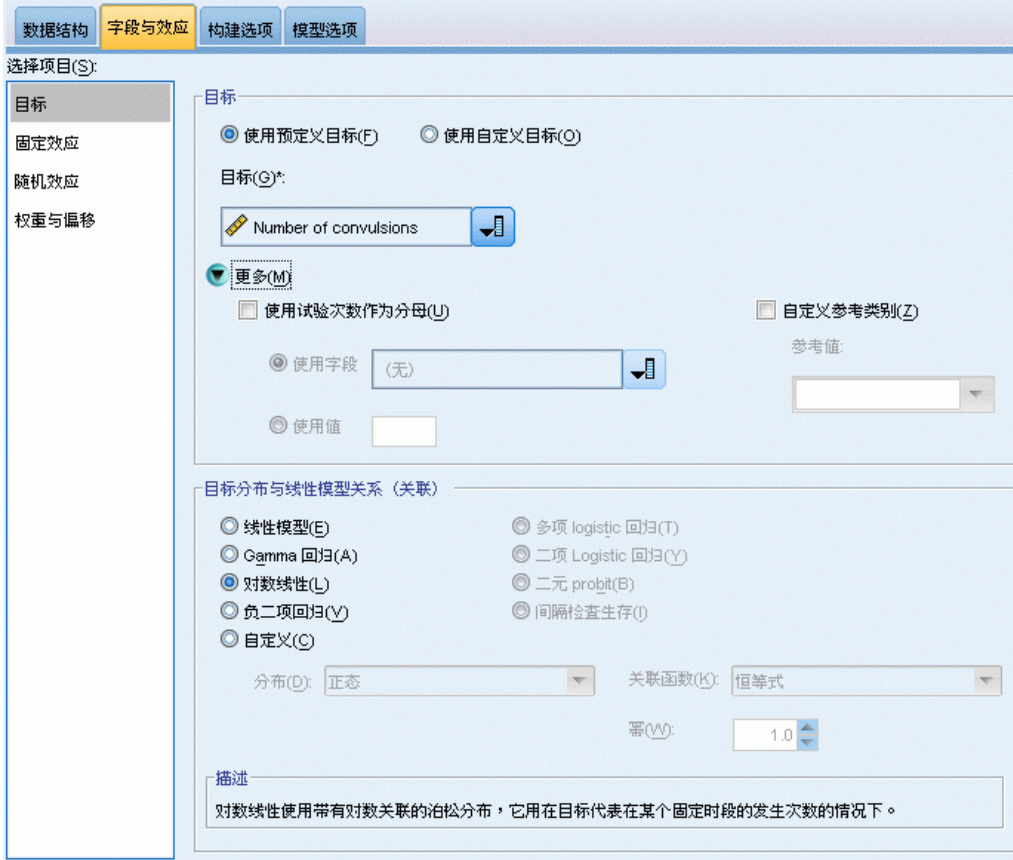 数据结构 字段与效应 构建选项 模型选项
选择项目(S):
目标
固定效应
随机效应
权重与偏移
目标
使用预定义目标(F) 使用自定义目标(O)
目标(G)*:
Number of convulsions
更多(M)
使用试验次数作为分母(U)
使用字段 (无)
使用值
自定义参考类别(Z)
参考值:
目标分布与线性模型关系（关联）
线性模型(E)
Gamma 回归(A)
对数线性(L)
负二项回归(V)
自定义(C)
多项 logistic 回归(T)
二项 Logistic 回归(Y)
二元 probit(B)
间隔检查生存(I)
分布(D): 正态
关联函数(K): 恒等式
幂(W): 1.0
描述
对数线性使用带有对数关联的泊松分布，它用在目标代表在某个固定时段的发生次数的情况下。